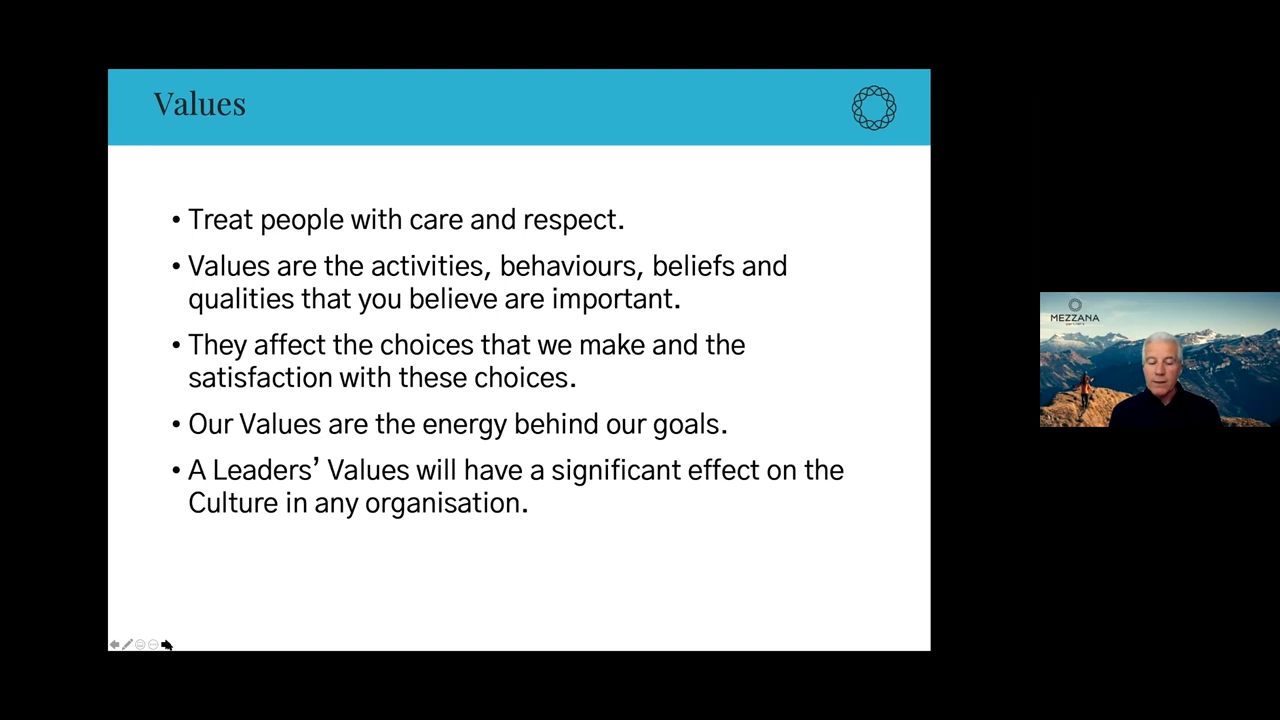 Values
• Treat people with care and respect.
• Values are the activities, behaviours, beliefs and
qualities that you believe are important.
• They affect the choices that we make and the
satisfaction with these choices.
• Our Values are the energy behind our goals.
• A Leaders’ Values will have a significant effect on the
Culture in any organisation.
MEZZANA
partners